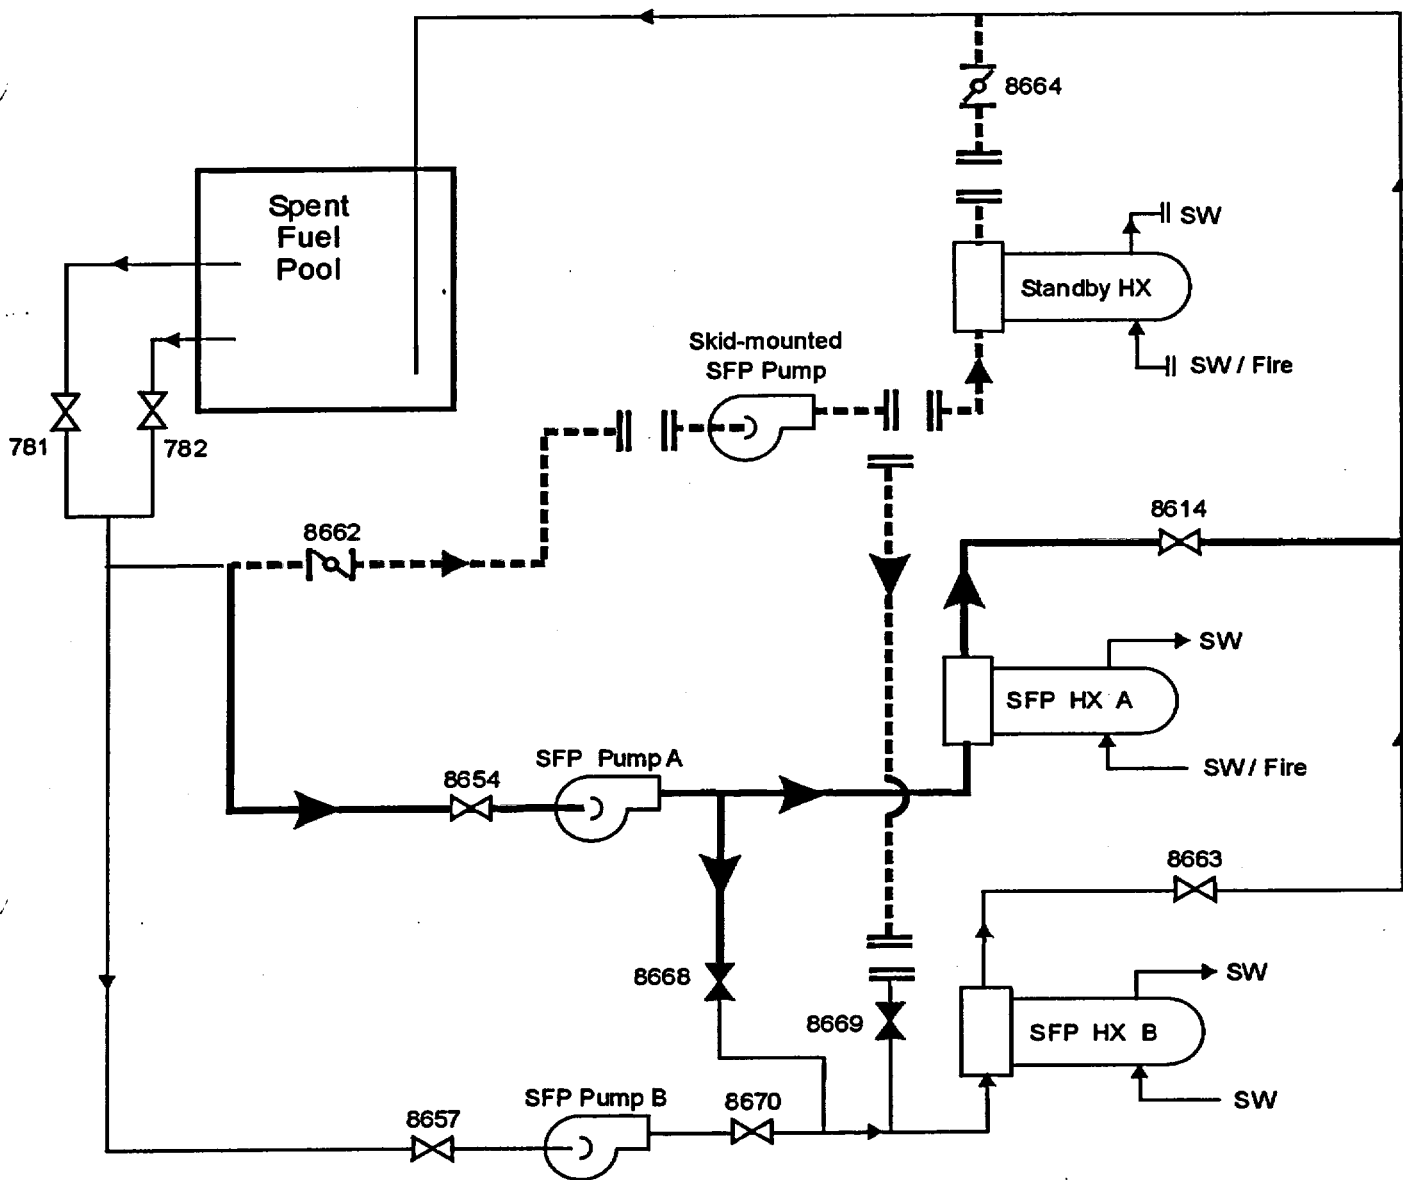 8664
Spent
Fuel
Pool
SW
Standby HX
Skid-mounted
SFP Pump
SW / Fire
781
782
8662
8614
SW
SFP HX A
SFP Pump A
8654
SW / Fire
8663
8668
8669
SW
SFP HX B
SFP Pump B
8670
8657
SW